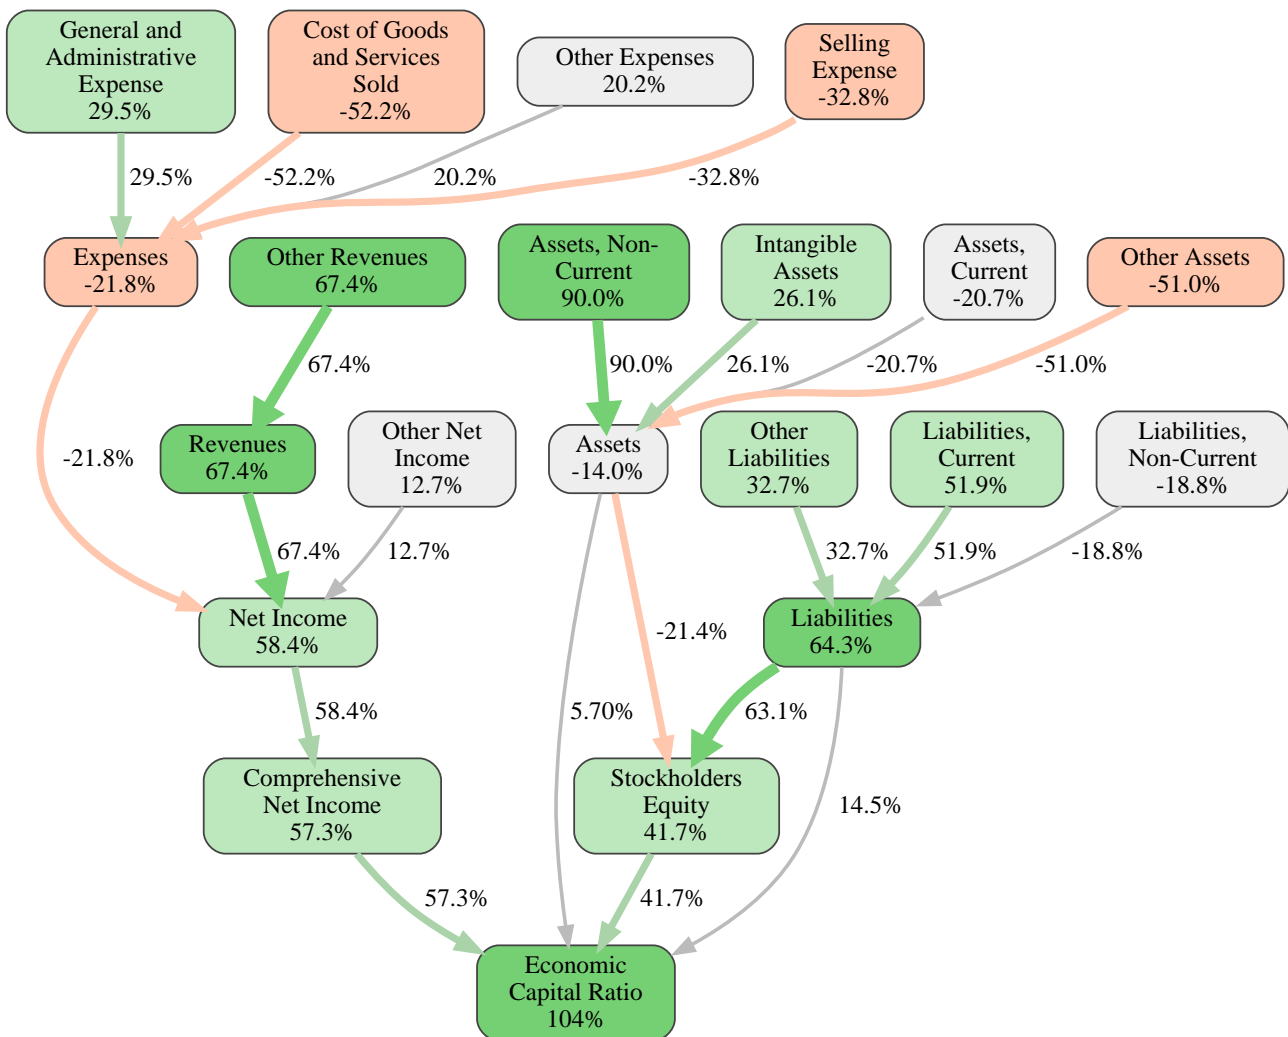 General and
Administrative
Expense
29.5%
Cost of Goods
and Services
Sold
-52.2%
Other Expenses
20.2%
Selling
Expense
-32.8%
29.5%
-52.2%
20.2%
-32.8%
Expenses
-21.8%
Other Revenues
67.4%
Assets, Non-
Current
90.0%
Intangible
Assets
26.1%
Assets,
Current
-20.7%
Other Assets
-51.0%
67.4%
90.0%
26.1%
-20.7%
-51.0%
-21.8%
Revenues
67.4%
Other Net
Income
12.7%
Assets
-14.0%
Other
Liabilities
32.7%
Liabilities,
Current
51.9%
Liabilities,
Non-Current
-18.8%
67.4%
12.7%
32.7%
51.9%
-18.8%
Net Income
58.4%
-21.4%
Liabilities
64.3%
58.4%
5.70%
63.1%
Comprehensive
Net Income
57.3%
Stockholders
Equity
41.7%
14.5%
57.3%
41.7%
Economic
Capital Ratio
104%